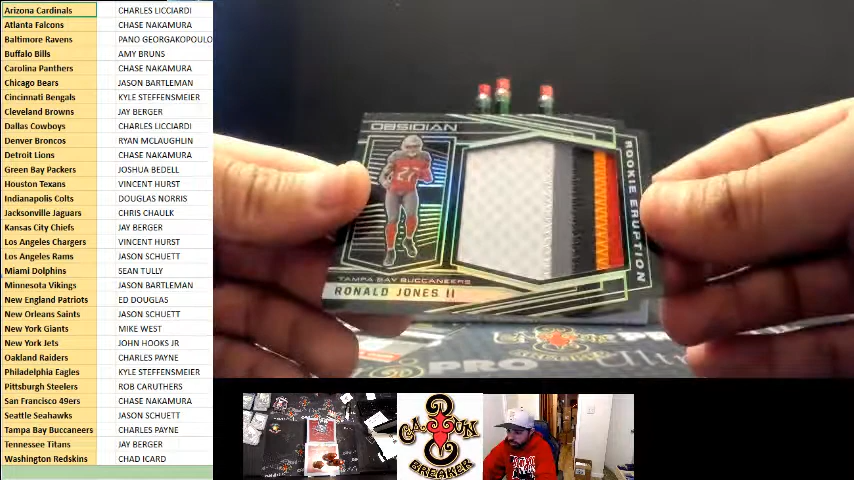 Arizona Cardinals CHARLES LICCIARDI
Atlanta Falcons CHASE NAKAMURA
Baltimore Ravens PANO GEORGAKOPOULO
Buffalo Bills AMY BRUNS
Carolina Panthers CHASE NAKAMURA
Chicago Bears JASON BARTLEMAN
Cincinnati Bengals KYLE STEFFENSMEIER
Cleveland Browns JAY BERGER
Dallas Cowboys CHARLES LICCIARDI
Denver Broncos RYAN MCLAUGHLIN
Detroit Lions CHASE NAKAMURA
Green Bay Packers JOSHUA BEDELL
Houston Texans VINCENT HURST
Indianapolis Colts DOUGLAS NORRIS
Jacksonville Jaguars CHRIS CHAULK
Kansas City Chiefs JAY BERGER
Los Angeles Chargers VINCENT HURST
Los Angeles Rams JASON SCHUETT
Miami Dolphins SEAN TULLY
Minnesota Vikings JASON BARTLEMAN
New England Patriots ED DOUGLAS
New Orleans Saints JASON SCHUETT
New York Giants MIKE WEST
New York Jets JOHN HOOKS JR
Oakland Raiders CHARLES PAYNE
Philadelphia Eagles KYLE STEFFENSMEIER
Pittsburgh Steelers ROB CARUTHERS
San Francisco 49ers CHASE NAKAMURA
Seattle Seahawks JASON SCHUETT
Tampa Bay Buccaneers CHARLES PAYNE
Tennessee Titans JAY BERGER
Washington Redskins CHAD ICARD
OBSIDIAN
27
ROOKIE ERUPTION
TAMPA BAY BUCCANEERS
RONALD JONES II
PRO
Ultra
CAJUN
BREAKER